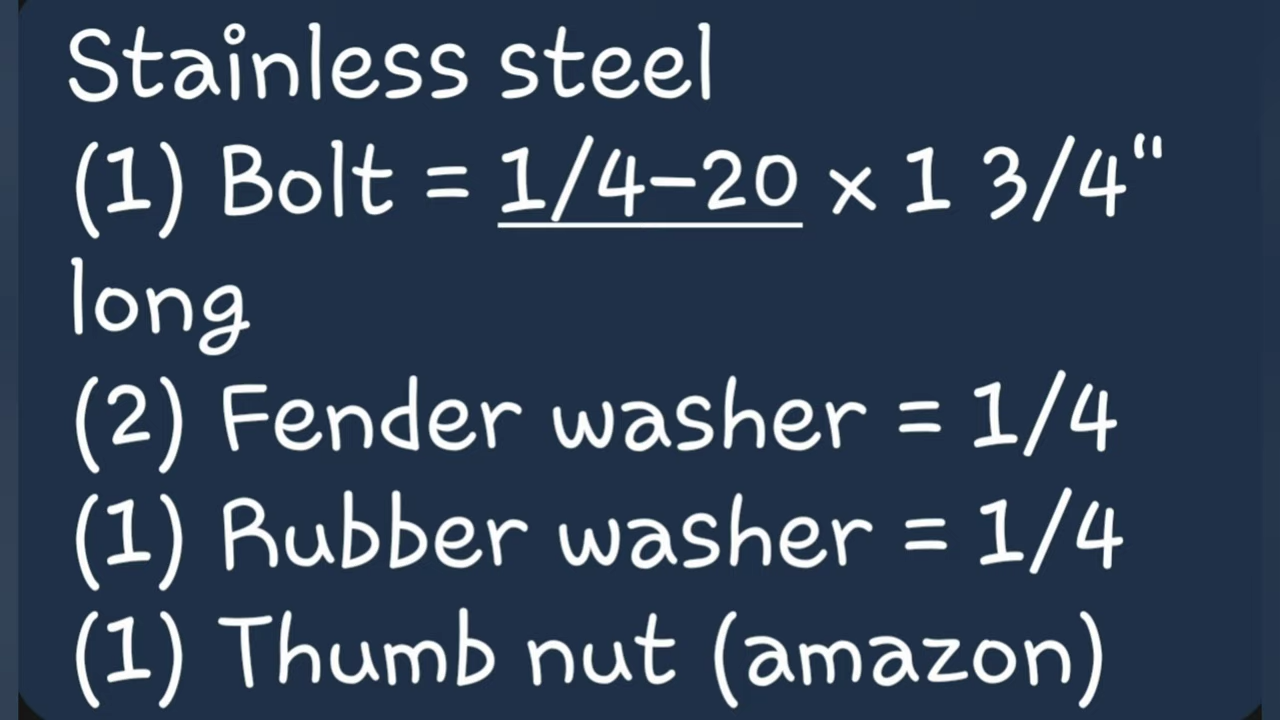 Stainless steel
(1) Bolt = 1/4-20 x 1 3/4"
long
(2) Fender washer = 1/4
(1) Rubber washer = 1/4
(1) Thumb nut (amazon)